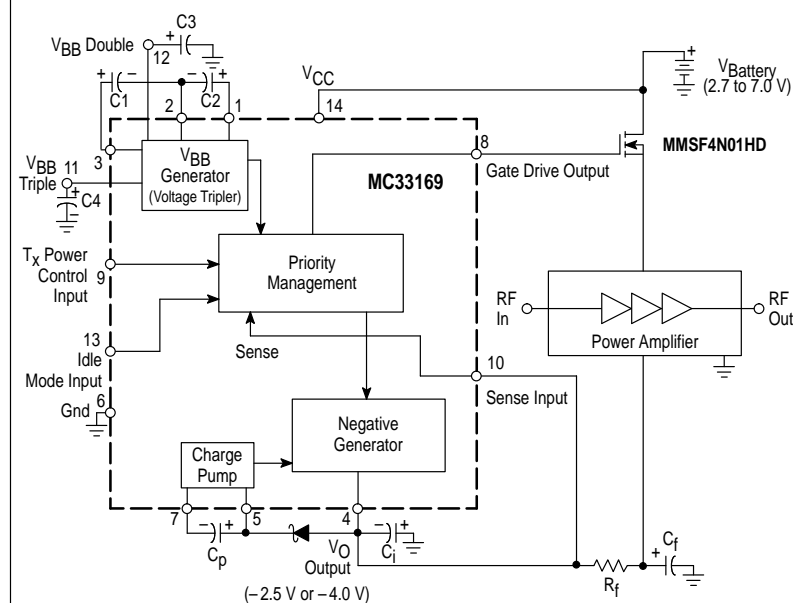 C3
+
VBB Double
12
+ − − +
C1 C2
2 1
VCC
14
+
VBattery
(2.7 to 7.0 V)
MMSF4N01HD
3
VBB
Generator
(Voltage Tripler)
MC33169
8
Gate Drive Output
VBB 11
Triple
+
C4
−
Tx Power
Control
Input
9
Priority
Management
RF
In
RF
Out
Power Amplifier
13
Idle
Mode Input
Sense
10
Sense Input
6
Gnd
Negative
Generator
Charge
Pump
7 5 4
− + − +
Cp
VO
Output
Ci
(−2.5 V or −4.0 V)
Rf
+
Cf